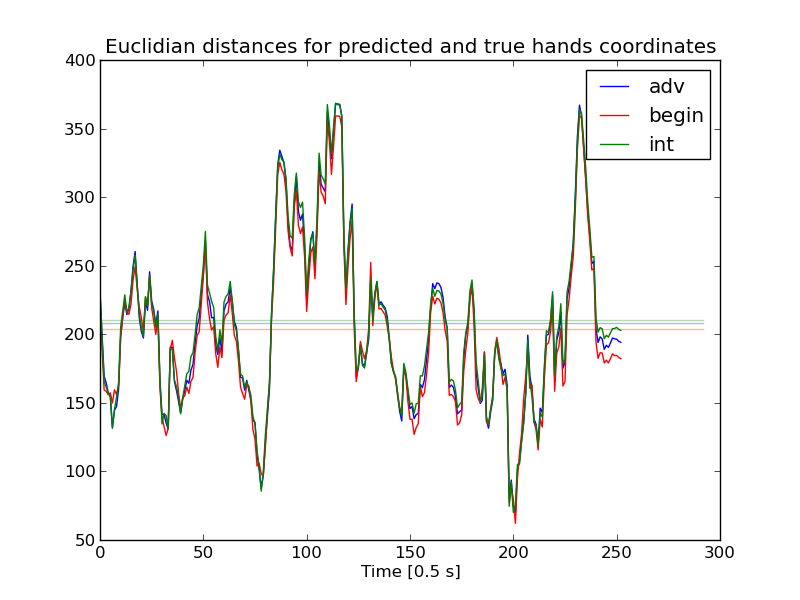 Euclidian distances for predicted and true hands coordinates
400
350
300
250
200
150
100
50
adv
begin
int
0 50 100 150 200 250 300
Time [0.5 s]